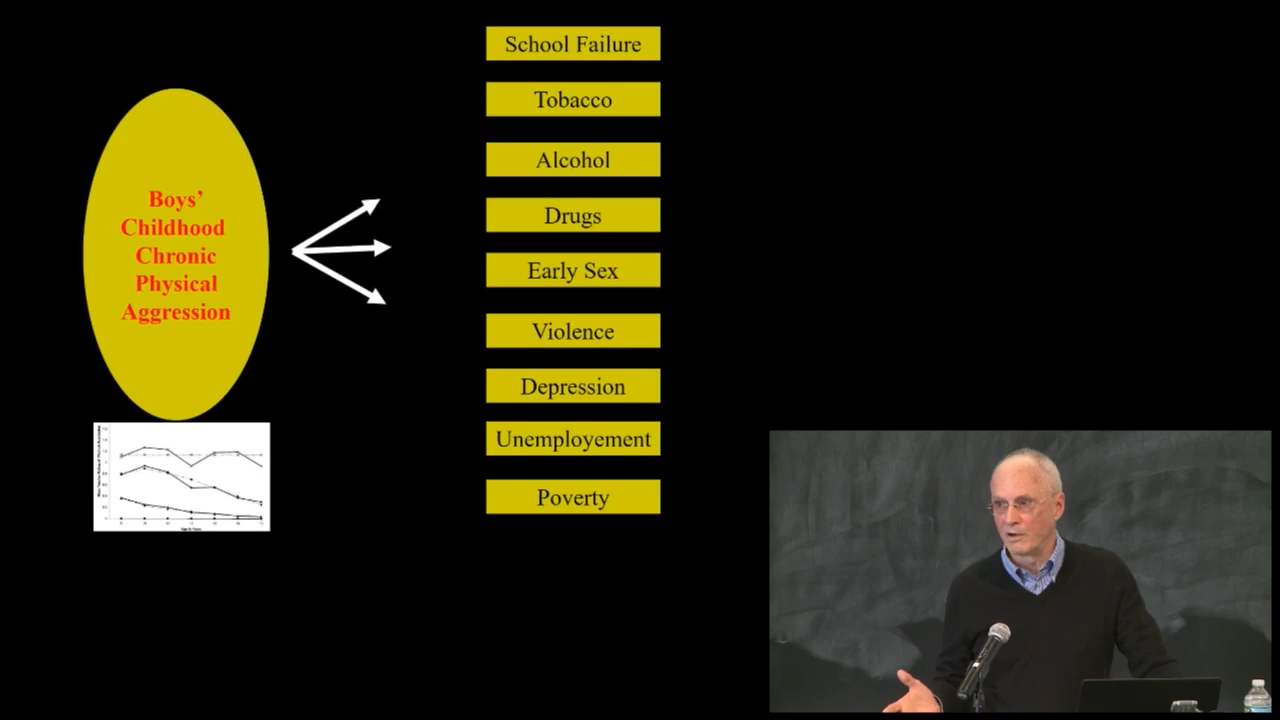 Boys’
Childhood
Chronic
Physical
Aggression
School Failure
Tobacco
Alcohol
Drugs
Early Sex
Violence
Depression
Unemployement
Poverty